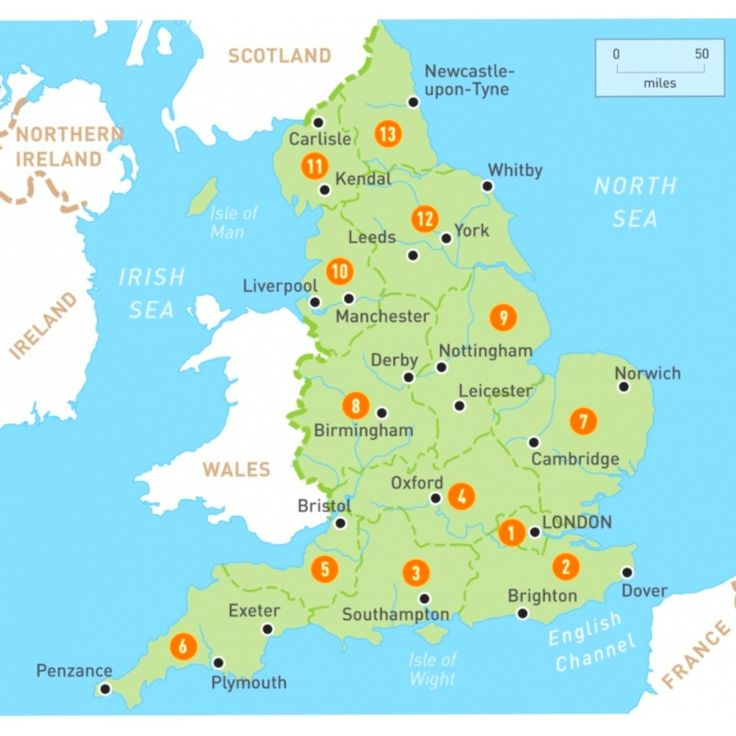 SCOTLAND
0 50
miles
Newcastle-
upon-Tyne
NORTHERN
IRELAND
Carlisle
13
11
Kendal
Whitby
NORTH
SEA
Isle of
Man
12
Leeds
York
IRISH
SEA
10
Liverpool
Manchester
IRELAND
9
Derby
Nottingham
Norwich
Leicester
8
Birmingham
7
Cambridge
WALES
Oxford
4
Bristol
1
LONDON
5
3
2
Dover
Brighton
Exeter
Southampton
English
Channel
6
Isle of
Wight
Penzance
Plymouth
FRANCE